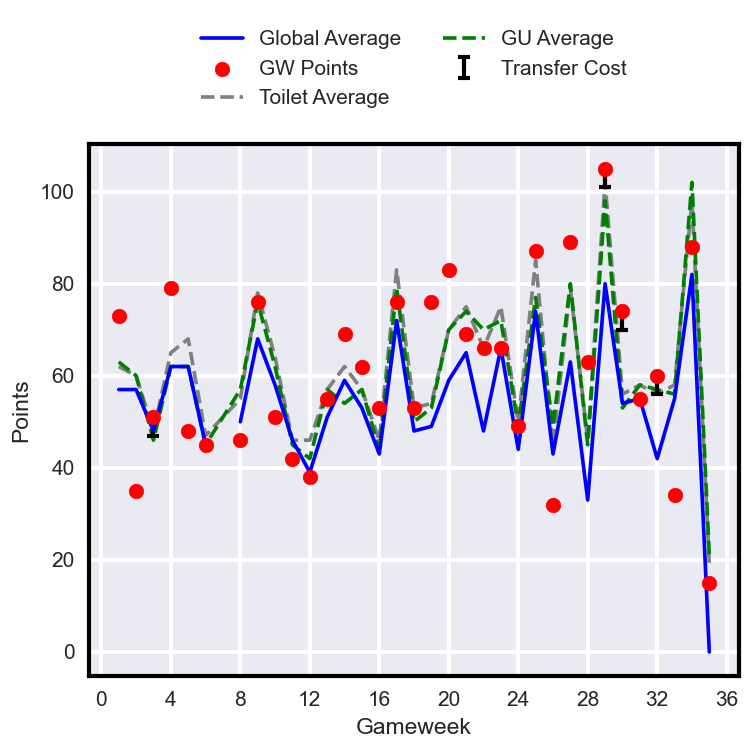 Global Average
GW Points
Toilet Average
GU Average
Transfer Cost
100
80
60
40
20
0
Points
0 4 8 12 16 20 24 28 32 36
Gameweek